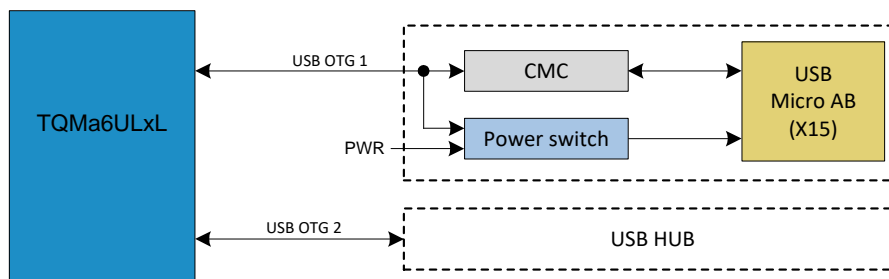 USB OTG 1
CMC
USB
Micro AB
(X15)
TQMa6ULxL
Power switch
PWR
USB OTG 2
USB HUB